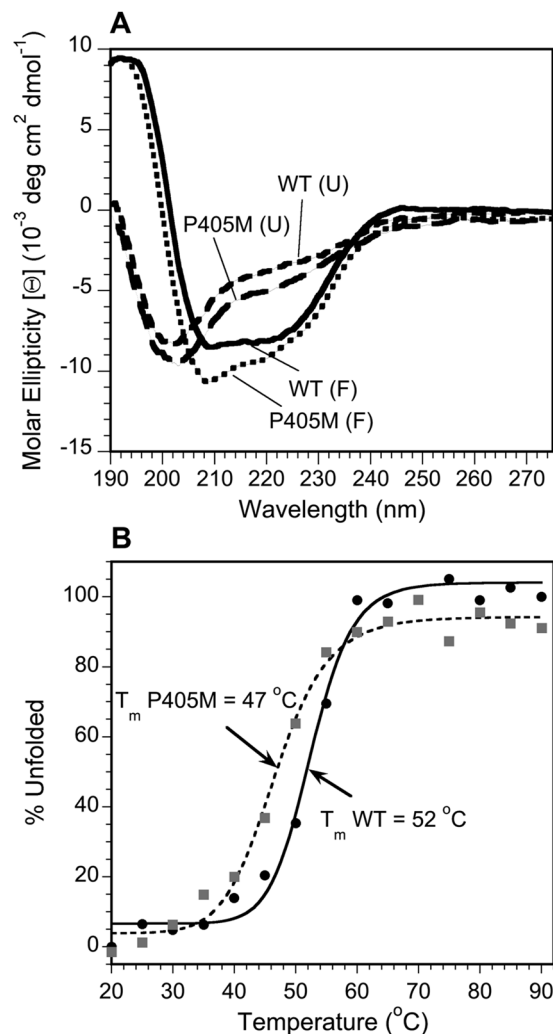 A
10
5
0
-5
-10
-15
Molar Ellipticity [Θ] (10⁻³ deg cm² dmol⁻¹)
WT (U)
P405M (U)
WT (F)
P405M (F)
190 200 210 220 230 240 250 260 270
Wavelength (nm)
B
100
80
60
40
20
0
% Unfolded
Tₘ P405M = 47 °C
Tₘ WT = 52 °C
20 30 40 50 60 70 80 90
Temperature (°C)